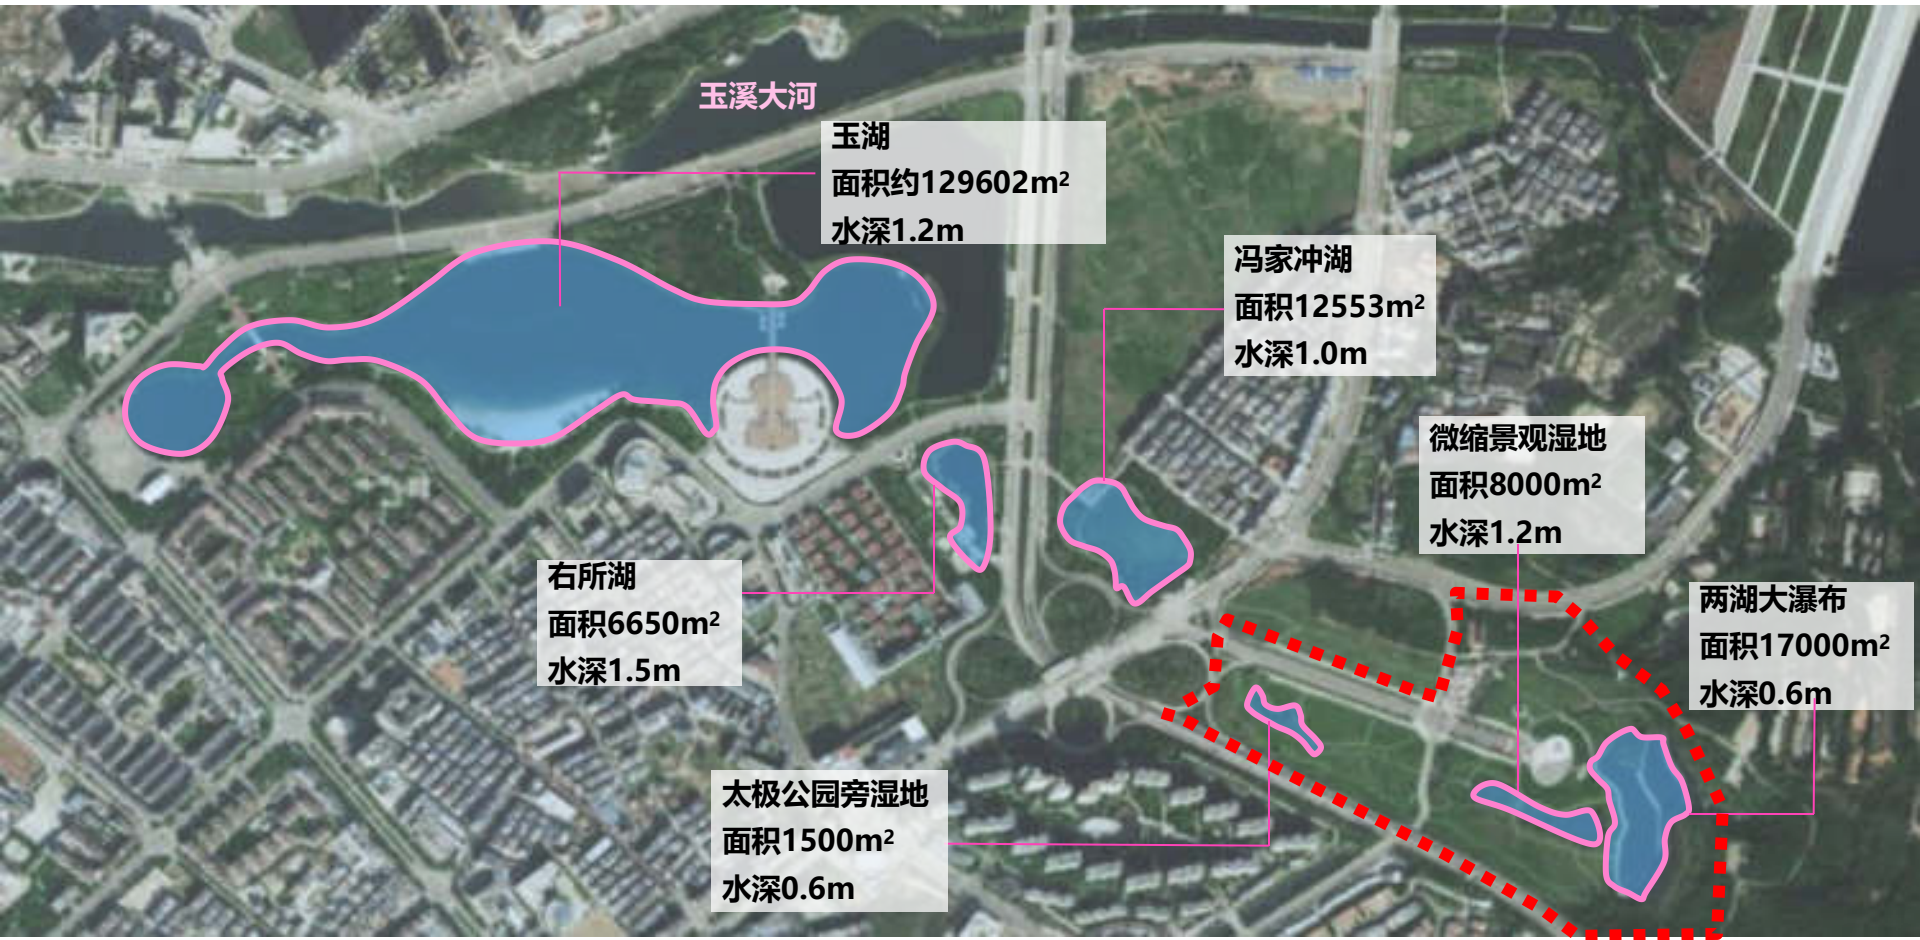 玉溪大河
玉湖
面积约129602m²
水深1.2m
冯家冲湖
面积12553m²
水深1.0m
微缩景观湿地
面积8000m²
水深1.2m
右所湖
面积6650m²
水深1.5m
两湖大瀑布
面积17000m²
水深0.6m
太极公园旁湿地
面积1500m²
水深0.6m